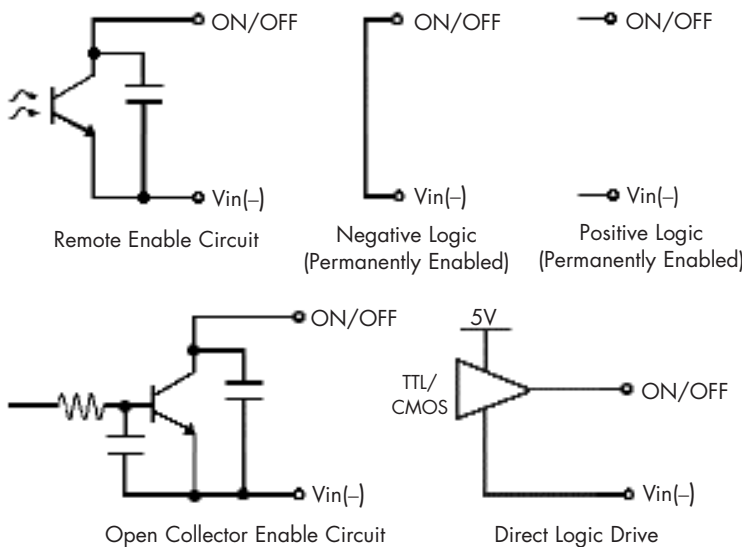 ON/OFF
Vin(–)
Remote Enable Circuit
ON/OFF
Vin(–)
Negative Logic
(Permanently Enabled)
ON/OFF
Vin(–)
Positive Logic
(Permanently Enabled)
ON/OFF
Vin(–)
Open Collector Enable Circuit
5V
TTL/
CMOS
ON/OFF
Vin(–)
Direct Logic Drive